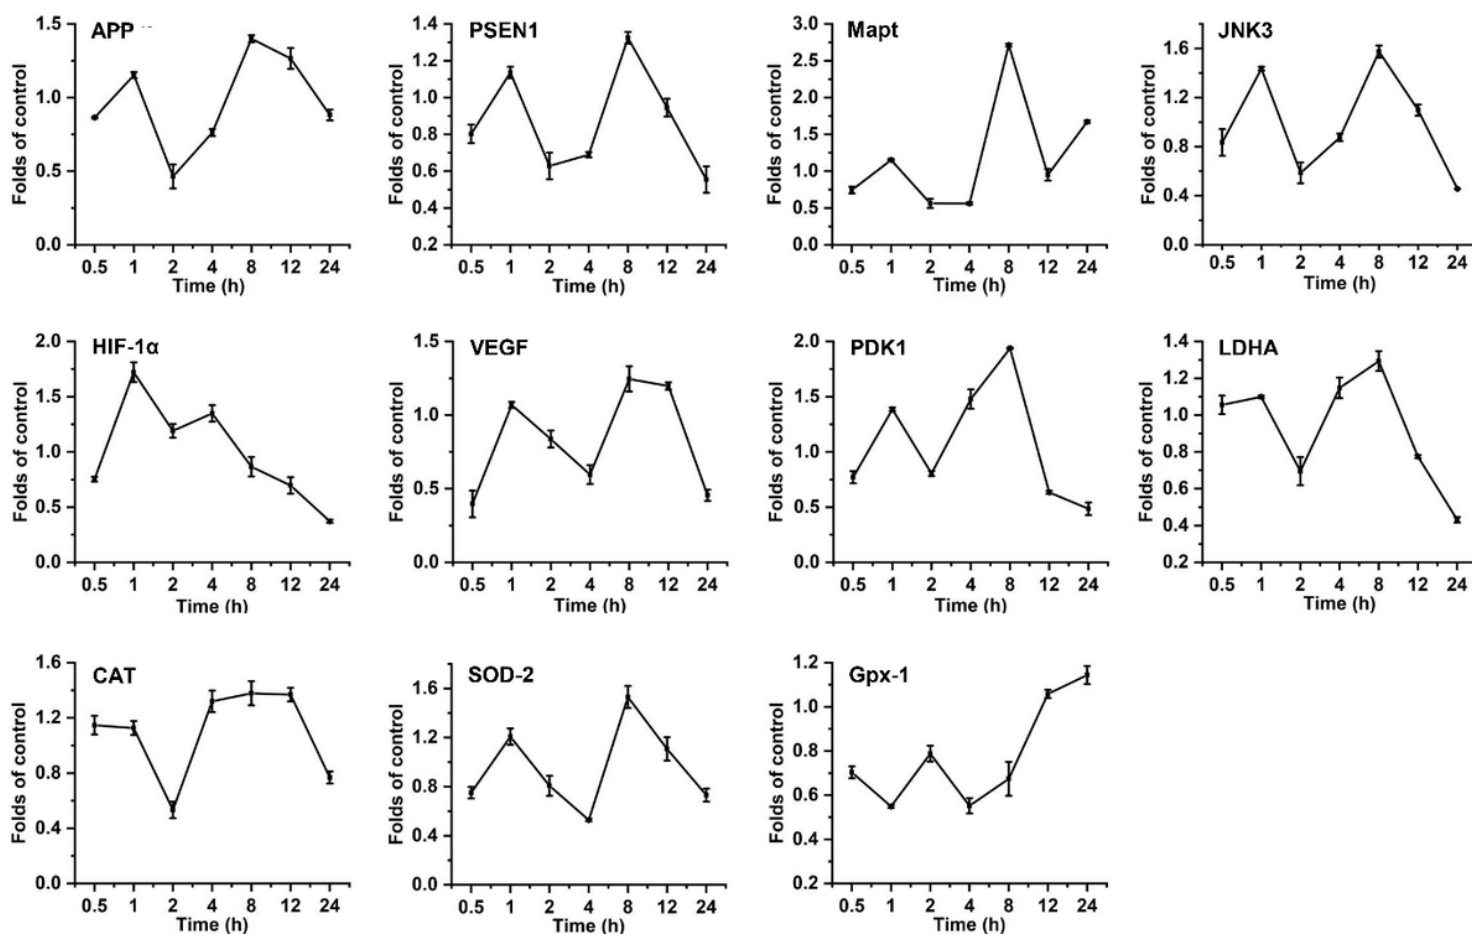 APP
Folds of control
1.5
1.0
0.5
0.0
0.5 1 2 4 8 12 24
Time (h)
PSEN1
Folds of control
1.4
1.2
1.0
0.8
0.6
0.4
0.2
0.5 1 2 4 8 12 24
Time (h)
Mapt
Folds of control
3.0
2.5
2.0
1.5
1.0
0.5
0.0
0.5 1 2 4 8 12 24
Time (h)
JNK3
Folds of control
1.6
1.2
0.8
0.4
0.0
0.5 1 2 4 8 12 24
Time (h)
HIF-1α
Folds of control
2.0
1.5
1.0
0.5
0.0
0.5 1 2 4 8 12 24
Time (h)
VEGF
Folds of control
1.5
1.0
0.5
0.0
0.5 1 2 4 8 12 24
Time (h)
PDK1
Folds of control
2.0
1.5
1.0
0.5
0.0
0.5 1 2 4 8 12 24
Time (h)
LDHA
Folds of control
1.4
1.2
1.0
0.8
0.6
0.4
0.2
0.5 1 2 4 8 12 24
Time (h)
CAT
Folds of control
1.6
1.2
0.8
0.4
0.0
0.5 1 2 4 8 12 24
Time (h)
SOD-2
Folds of control
1.6
1.2
0.8
0.4
0.0
0.5 1 2 4 8 12 24
Time (h)
Gpx-1
Folds of control
1.2
1.0
0.8
0.6
0.4
0.2
0.5 1 2 4 8 12 24
Time (h)